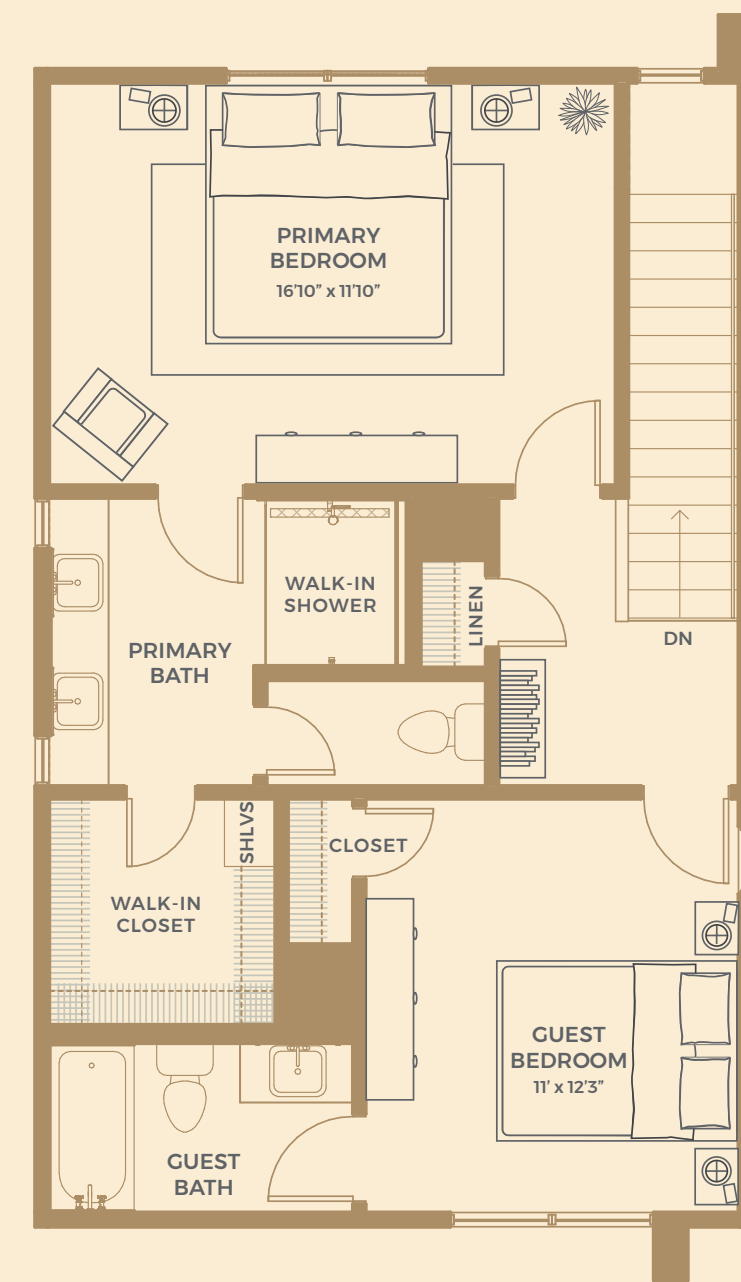 PRIMARY
BEDROOM
16'10” x 11'10”
WALK-IN
SHOWER
LINEN
DN
PRIMARY
BATH
SHLVS
CLOSET
WALK-IN
CLOSET
GUEST
BEDROOM
11' x 12'3”
GUEST
BATH